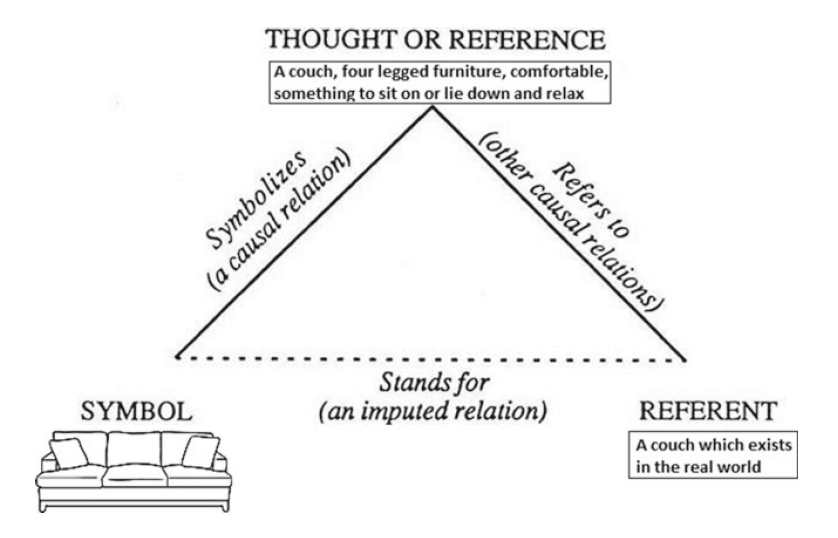 THOUGHT OR REFERENCE
A couch, four legged furniture, comfortable,
something to sit on or lie down and relax
Symbolizes
(a causal relation)
Refers to
(other causal relations)
Stands for
(an imputed relation)
SYMBOL
REFERENT
A couch which exists
in the real world